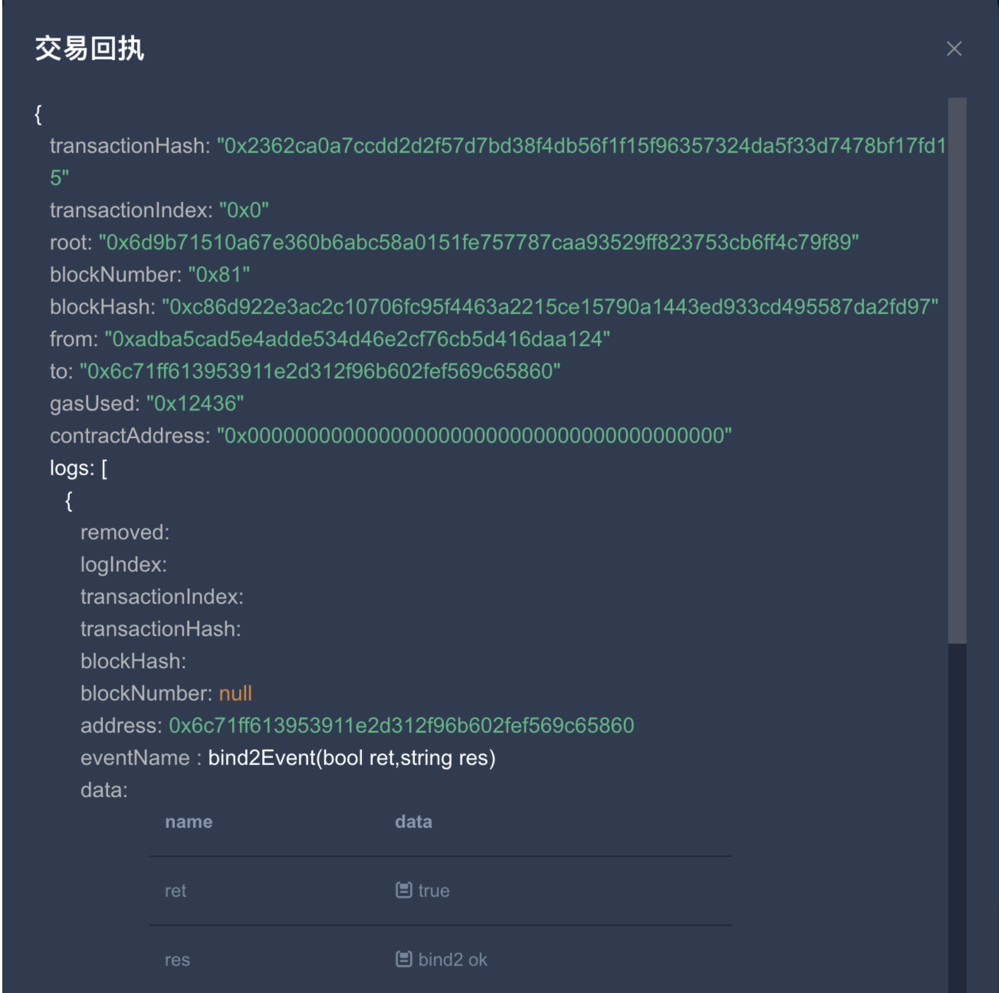 交易回执
{
transactionHash: "0x2362ca0a7ccdd2d2f57d7bd38f4db56f1f15f96357324da5f33d7478bf17fd1
5"
transactionIndex: "0x0"
root: "0x6d9b71510a67e360b6abc58a0151fe757787caa93529ff823753cb6ff4c79f89"
blockNumber: "0x81"
blockHash: "0xc86d922e3ac2c10706fc95f4463a2215ce15790a1443ed933cd495587da2fd97"
from: "0xadba5cad5e4adde534d46e2cf76cb5d416daa124"
to: "0x6c71ff613953911e2d312f96b602fef569c65860"
gasUsed: "0x12436"
contractAddress: "0x0000000000000000000000000000000000000000"
logs: [
{
removed:
logIndex:
transactionIndex:
transactionHash:
blockHash:
blockNumber: null
address: 0x6c71ff613953911e2d312f96b602fef569c65860
eventName : bind2Event(bool ret,string res)
data:
name data
ret true
res bind2 ok